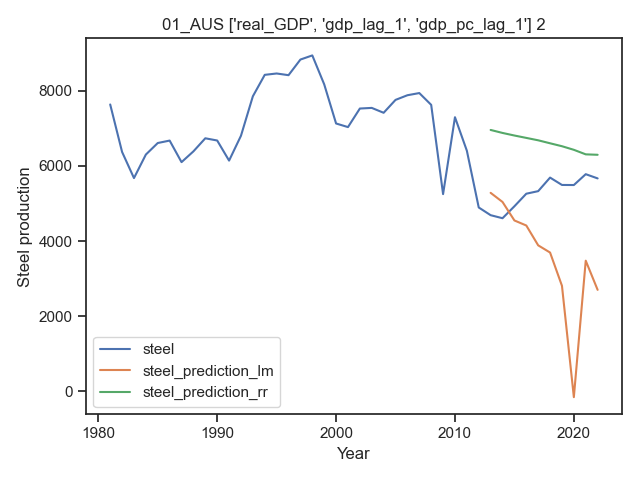 01_AUS ['real_GDP', 'gdp_lag_1', 'gdp_pc_lag_1'] 2
Steel production
8000
6000
4000
2000
0
steel
steel_prediction_lm
steel_prediction_rr
1980
1990
2000
2010
2020
Year